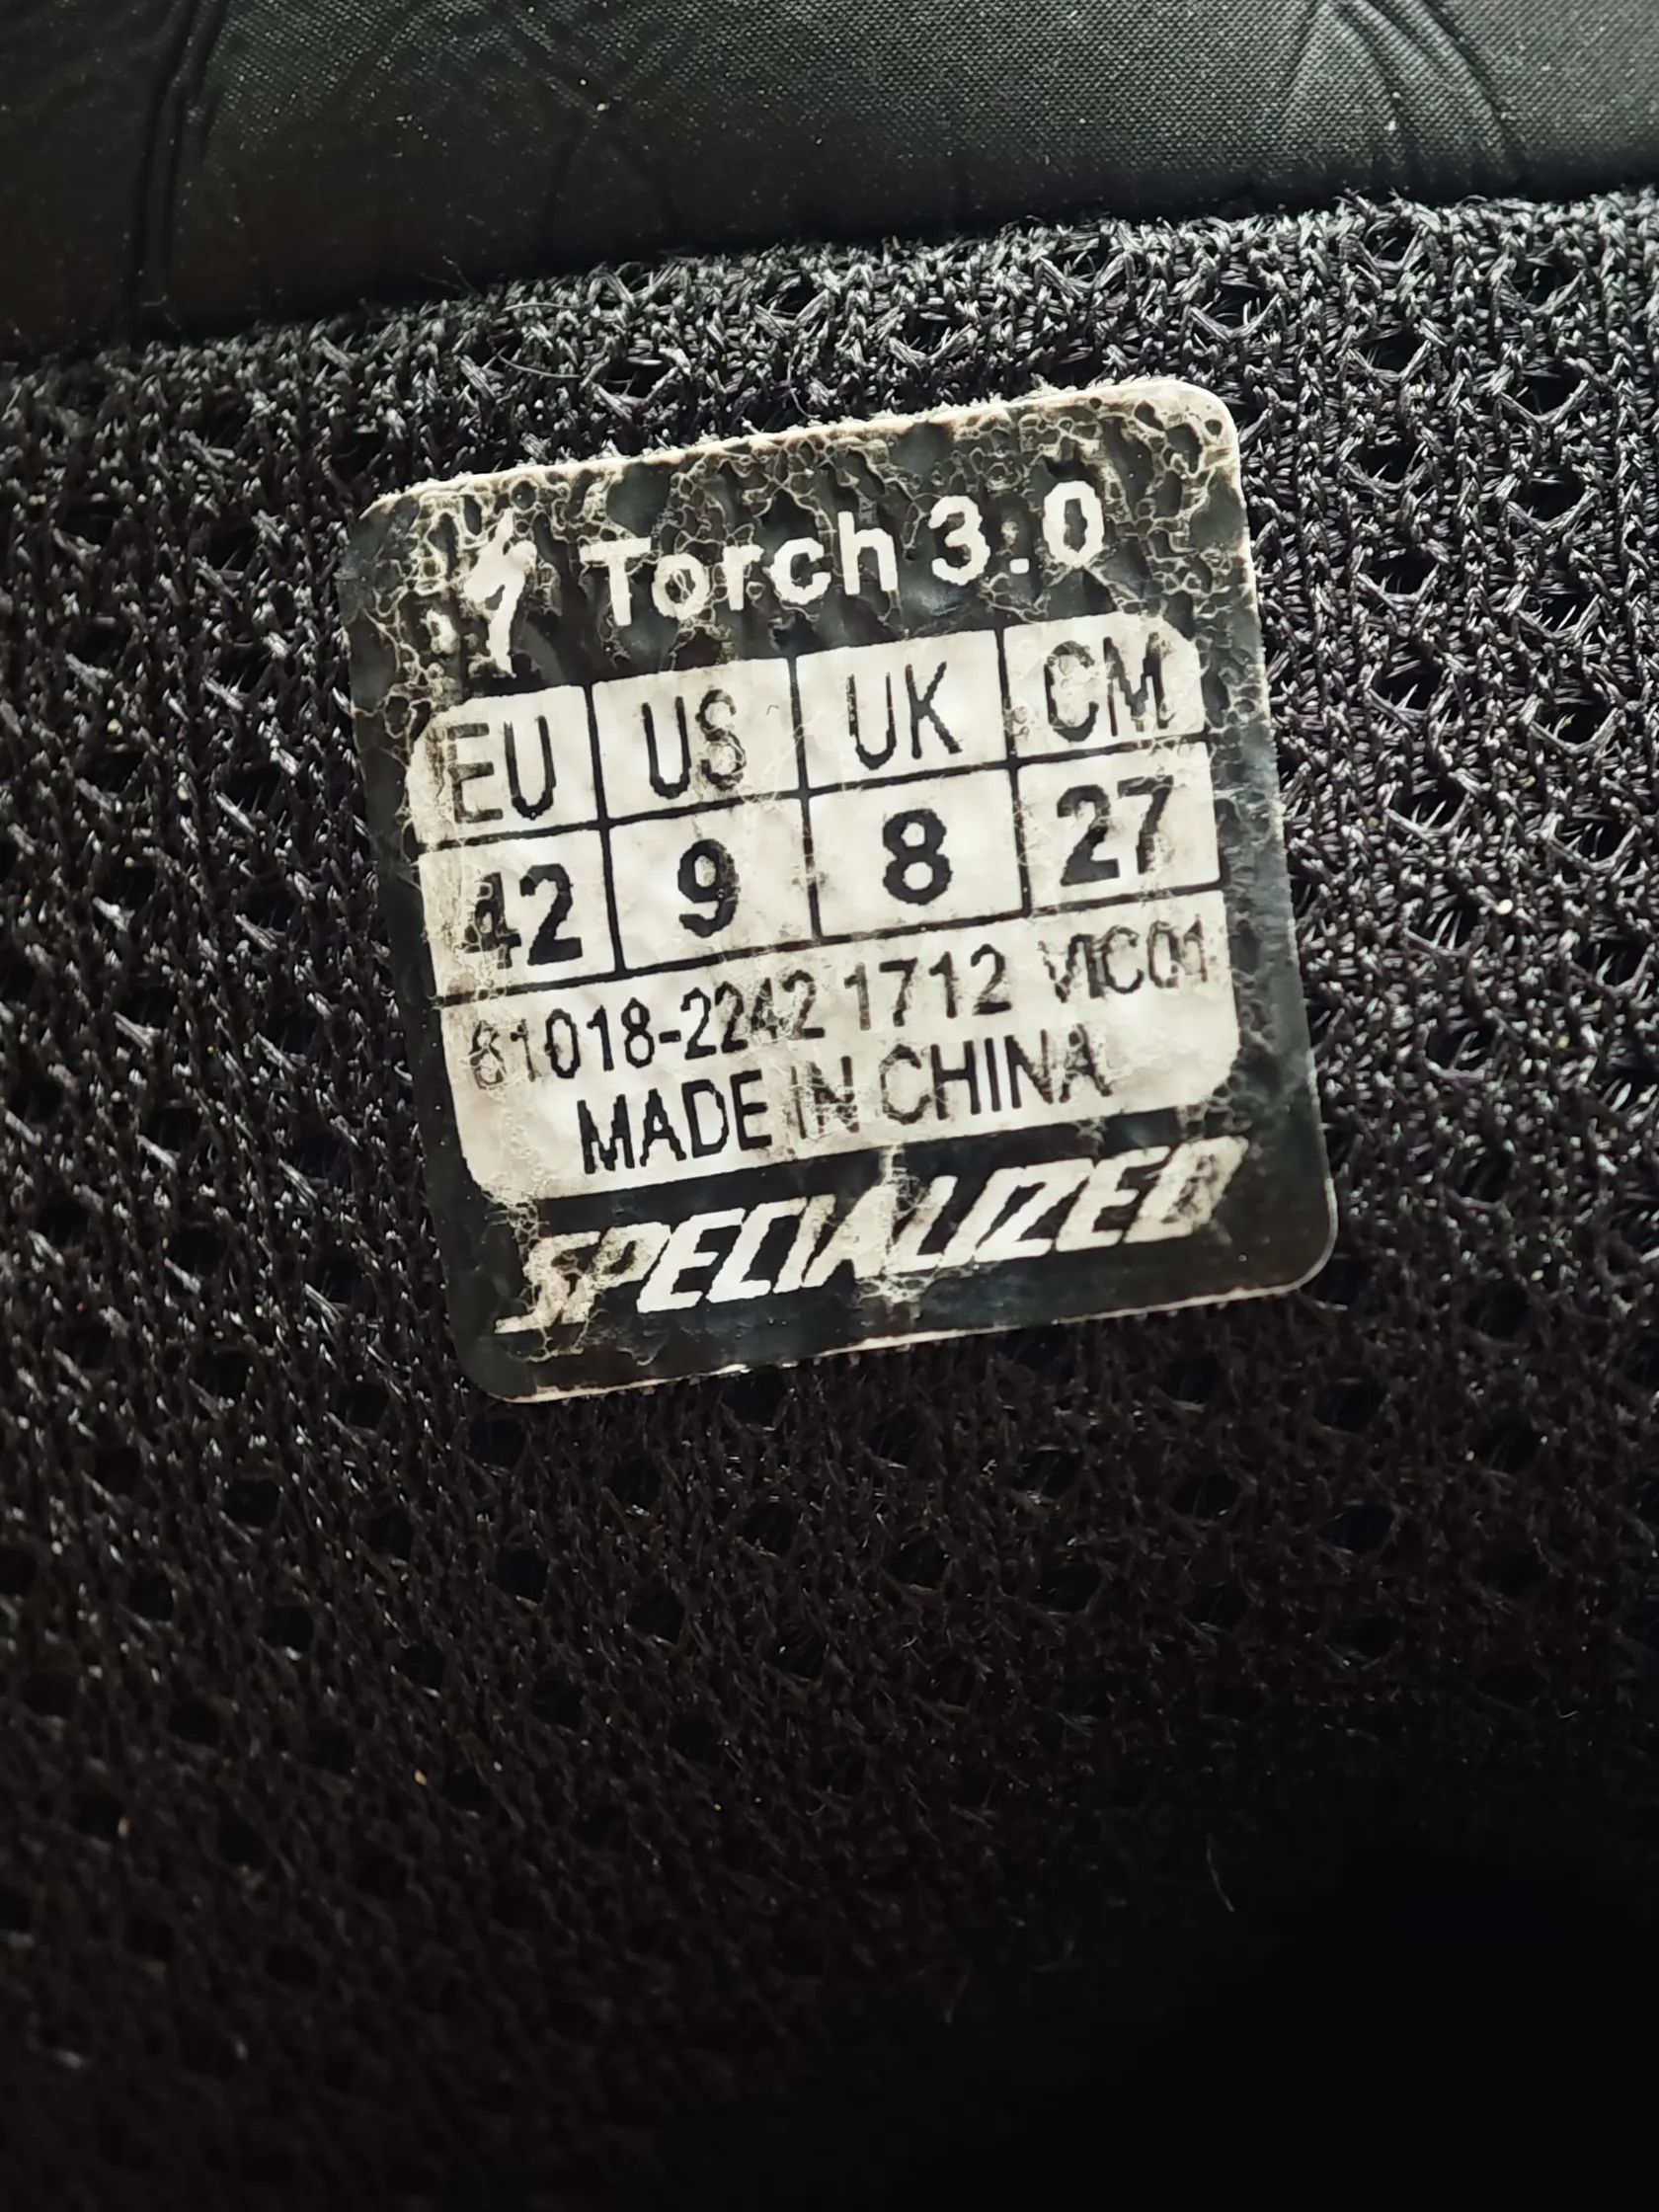 Torch 3.0
EU US UK CM
42 9 8 27
61018-2242 1712 VIC01
MADE IN CHINA
SPECIALIZED